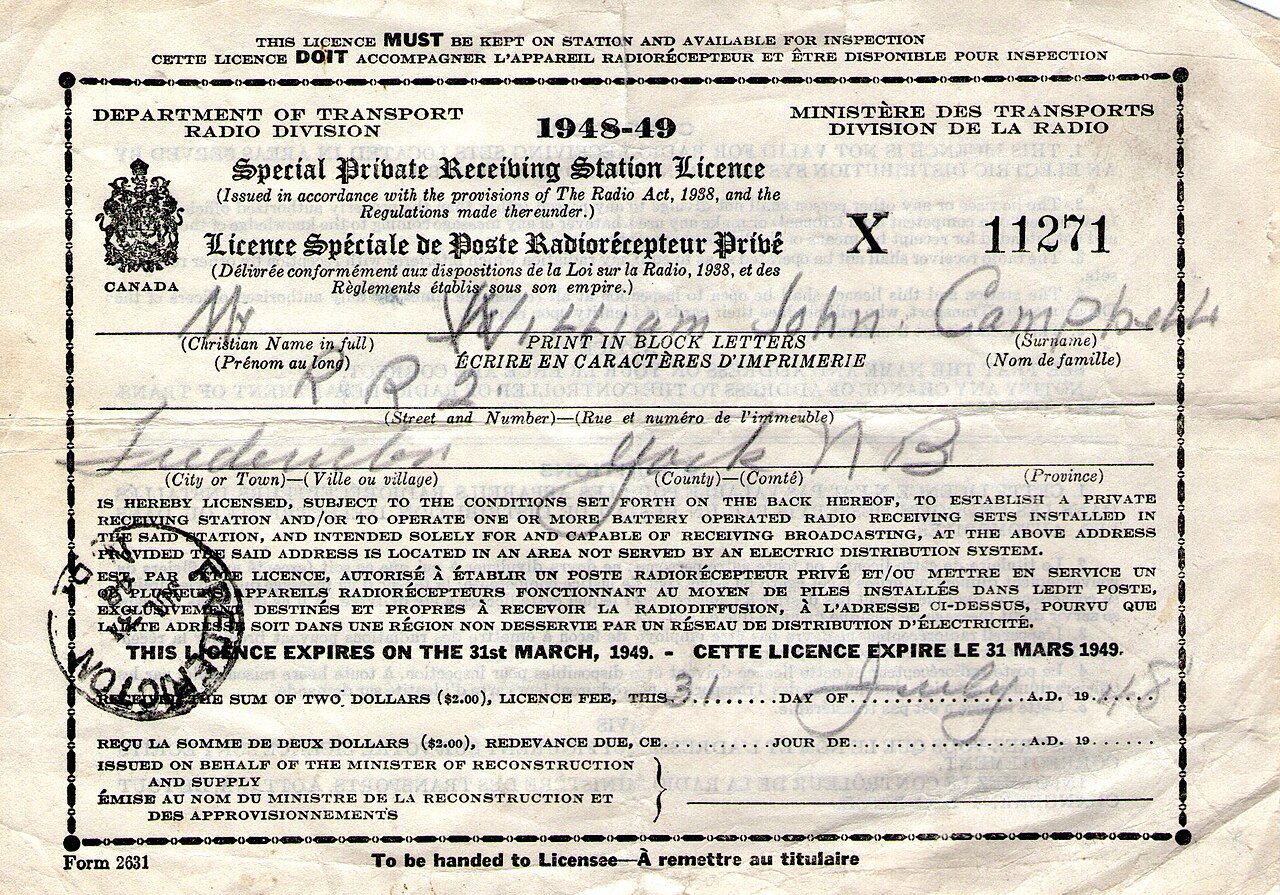 THIS LICENCE MUST BE KEPT ON STATION AND AVAILABLE FOR INSPECTION
CETTE LICENCE DOIT ACCOMPAGNER L'APPAREIL RADIORÉCEPTEUR ET ÊTRE DISPONIBLE POUR INSPECTION
DEPARTMENT OF TRANSPORT
RADIO DIVISION
1948-49
MINISTÈRE DES TRANSPORTS
DIVISION DE LA RADIO
Special Private Receiving Station Licence
(Issued in accordance with the provisions of The Radio Act, 1938, and the
Regulations made thereunder.)
Licence Spéciale de Poste Radiorécepteur Privé
(Délivrée conformément aux dispositions de la Loi sur la Radio, 1938, et des
Règlements établis sous son empire.)
X 11271
CANADA
Mr William John Campbell
(Christian Name in full) PRINT IN BLOCK LETTERS (Surname)
(Prénom au long) ÉCRIRE EN CARACTÈRES D'IMPRIMERIE (Nom de famille)
R R 2
(Street and Number)—(Rue et numéro de l'immeuble)
Fredericton York N B
(City or Town)—(Ville ou village) (County)—(Comté) (Province)
IS HEREBY LICENSED, SUBJECT TO THE CONDITIONS SET FORTH ON THE BACK HEREOF, TO ESTABLISH A PRIVATE
RECEIVING STATION AND/OR TO OPERATE ONE OR MORE BATTERY OPERATED RADIO RECEIVING SETS INSTALLED IN
THE SAID STATION, AND INTENDED SOLELY FOR AND CAPABLE OF RECEIVING BROADCASTING, AT THE ABOVE ADDRESS
PROVIDED THE SAID ADDRESS IS LOCATED IN AN AREA NOT SERVED BY AN ELECTRIC DISTRIBUTION SYSTEM.
EST, PAR CETTE LICENCE, AUTORISÉ À ÉTABLIR UN POSTE RADIORÉCEPTEUR PRIVÉ ET/OU METTRE EN SERVICE UN
OU PLUSIEURS APPAREILS RADIORÉCEPTEURS FONCTIONNANT AU MOYEN DE PILES INSTALLÉS DANS LEDIT POSTE,
EXCLUSIVEMENT DESTINÉS ET PROPRES À RECEVOIR LA RADIODIFFUSION, À L'ADRESSE CI-DESSUS, POURVU QUE
LADITE ADRESSE SOIT DANS UNE RÉGION NON DESSERVIE PAR UN RÉSEAU DE DISTRIBUTION D'ÉLECTRICITÉ.
THIS LICENCE EXPIRES ON THE 31st MARCH, 1949. - CETTE LICENCE EXPIRE LE 31 MARS 1949.
RECEIVED THE SUM OF TWO DOLLARS ($2.00), LICENCE FEE, THIS 31 DAY OF July A.D. 19 48
REÇU LA SOMME DE DEUX DOLLARS ($2.00), REDEVANCE DUE, CE.......... JOUR DE.......... A.D. 19......
ISSUED ON BEHALF OF THE MINISTER OF RECONSTRUCTION
AND SUPPLY
ÉMISE AU NOM DU MINISTRE DE LA RECONSTRUCTION ET
DES APPROVISIONNEMENTS
FREDERICTON
Form 2631
To be handed to Licensee—À remettre au titulaire